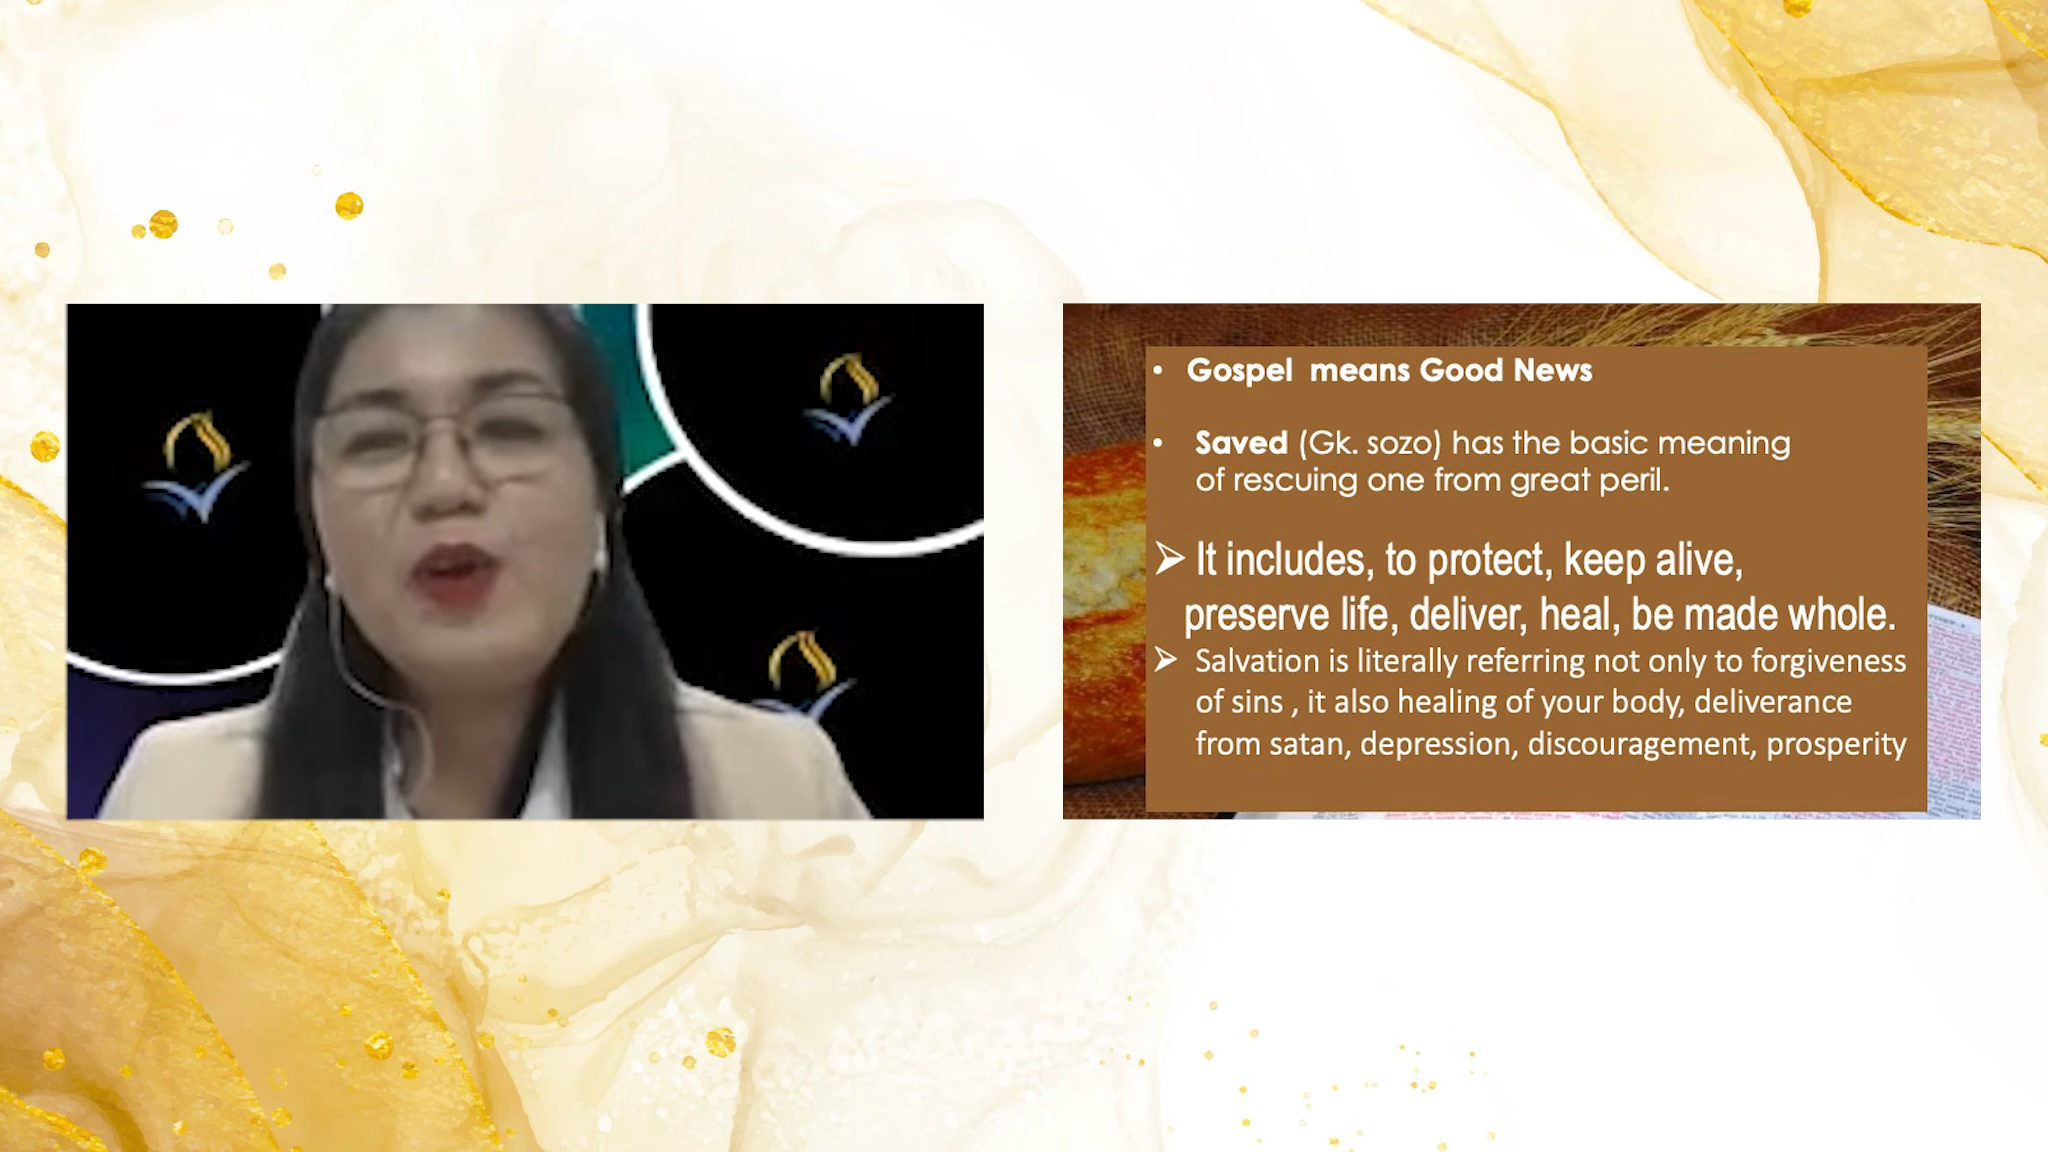 • Gospel means Good News
• Saved (Gk. sozo) has the basic meaning
of rescuing one from great peril.
➢ It includes, to protect, keep alive,
preserve life, deliver, heal, be made whole.
➢ Salvation is literally referring not only to forgiveness
of sins , it also healing of your body, deliverance
from satan, depression, discouragement, prosperity